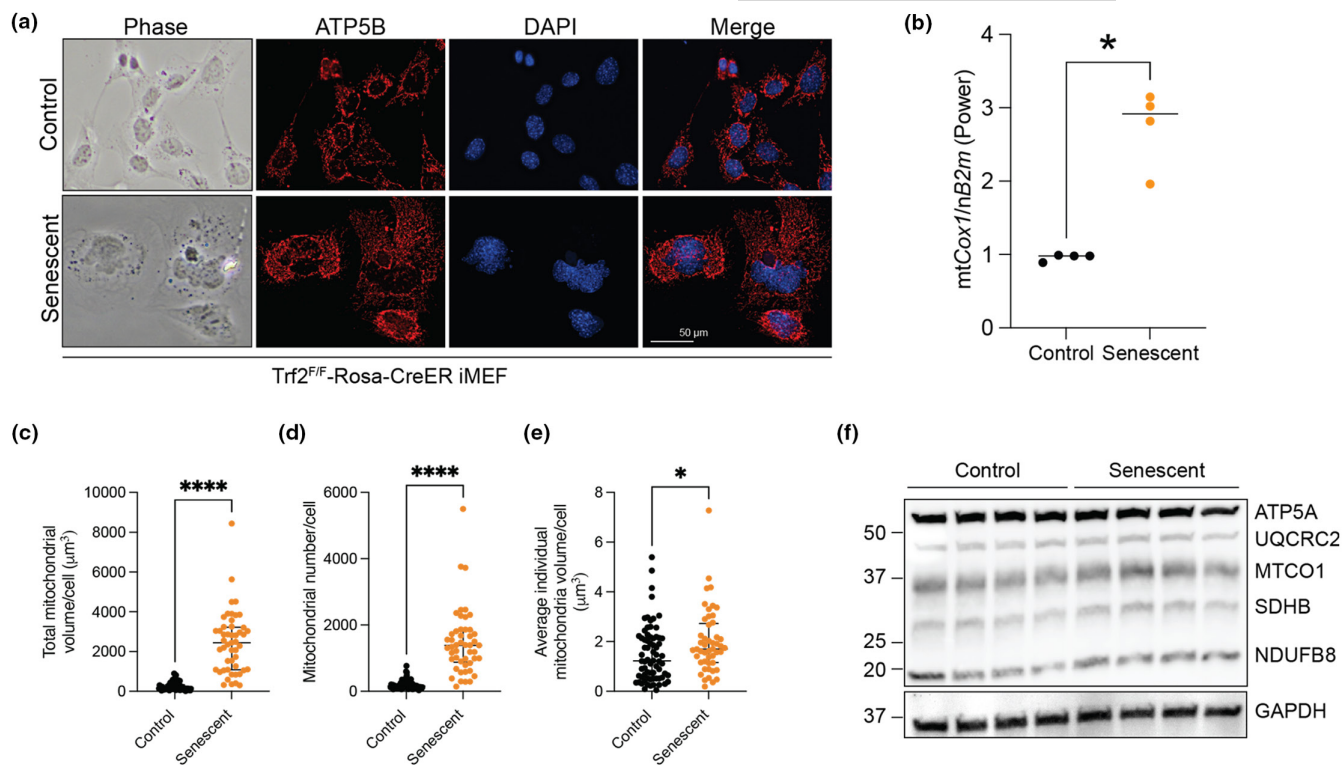 (a)
Phase ATP5B DAPI Merge
Control
Senescent
50 µm
Trf2F/F-Rosa-CreER iMEF
(b)
mtCox1/nB2m (Power)
4
3
2
1
0
*
Control Senescent
(c)
Total mitochondrial
volume/cell (µm³)
10000
8000
6000
4000
2000
0
****
Control
Senescent
(d)
Mitochondrial number/cell
6000
4000
2000
0
****
Control
Senescent
(e)
Average individual
mitochondria volume/cell
(µm³)
8
6
4
2
0
*
Control
Senescent
(f)
Control Senescent
50
37
25
20
37
ATP5A
UQCRC2
MTCO1
SDHB
NDUFB8
GAPDH